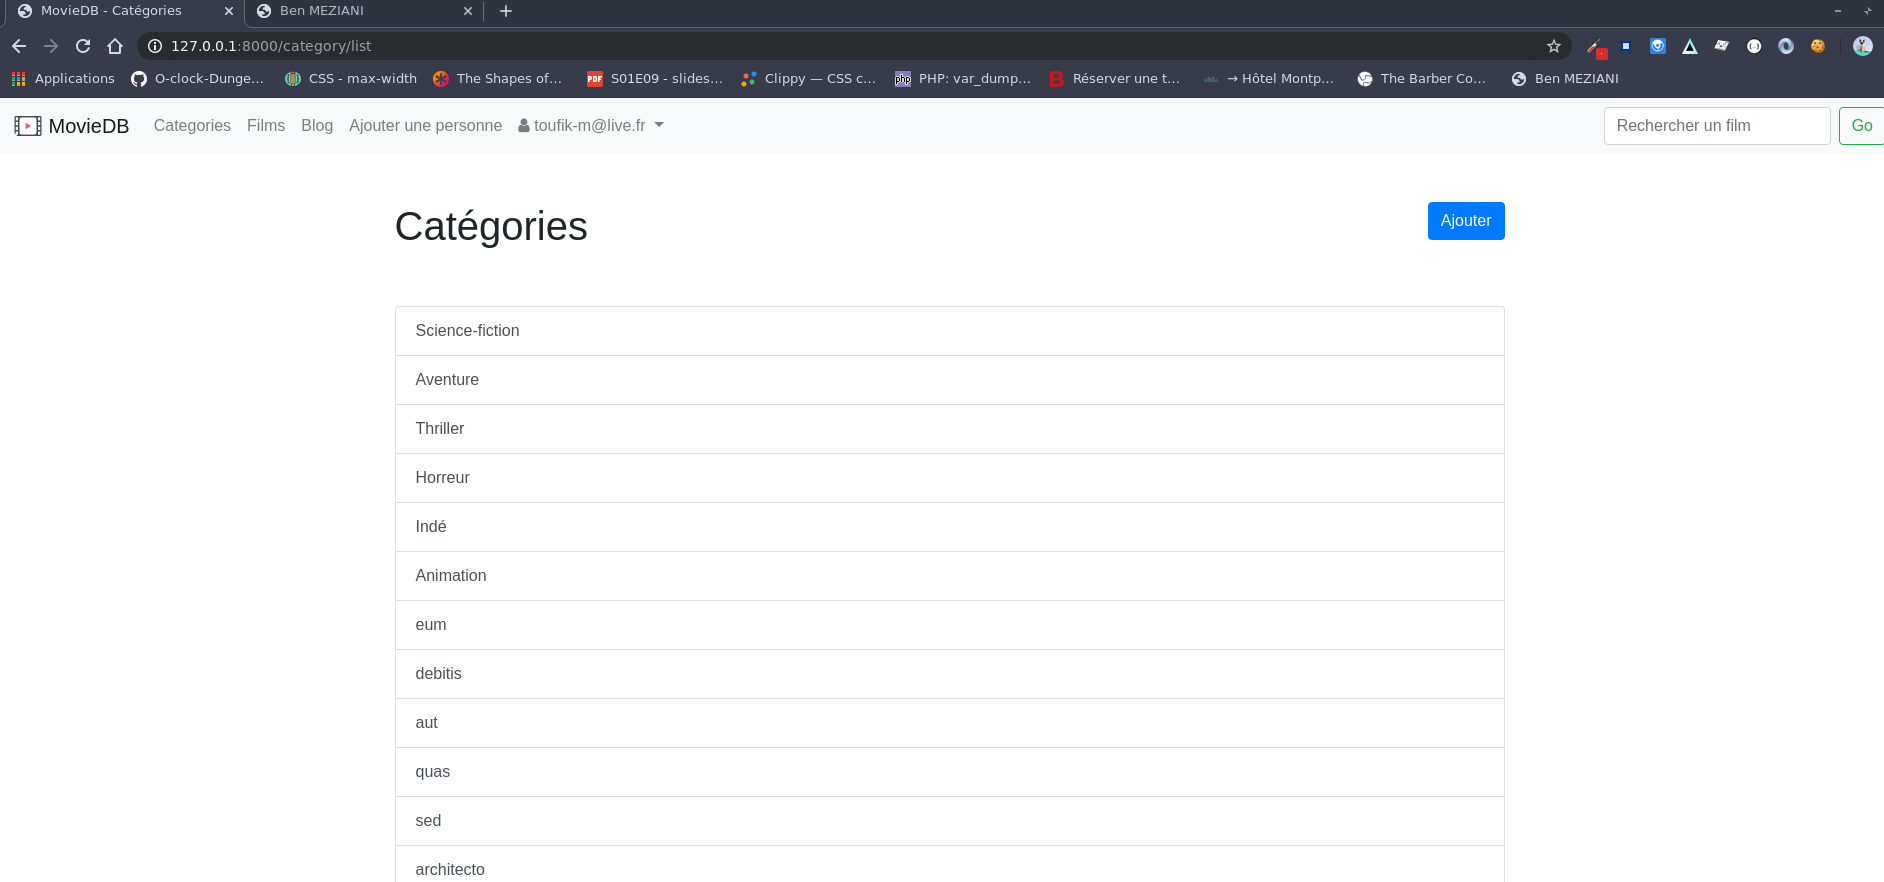 MovieDB - Catégories
Ben MEZIANI
127.0.0.1:8000/category/list
Applications
O-clock-Dunge…
CSS - max-width
The Shapes of…
PDF
S01E09 - slides…
Clippy — CSS c…
php
PHP: var_dump…
B
Réserver une t…
→ Hôtel Montp…
The Barber Co…
Ben MEZIANI
MovieDB
Categories
Films
Blog
Ajouter une personne
toufik-m@live.fr
Rechercher un film
Go
Catégories
Ajouter
Science-fiction
Aventure
Thriller
Horreur
Indé
Animation
eum
debitis
aut
quas
sed
architecto